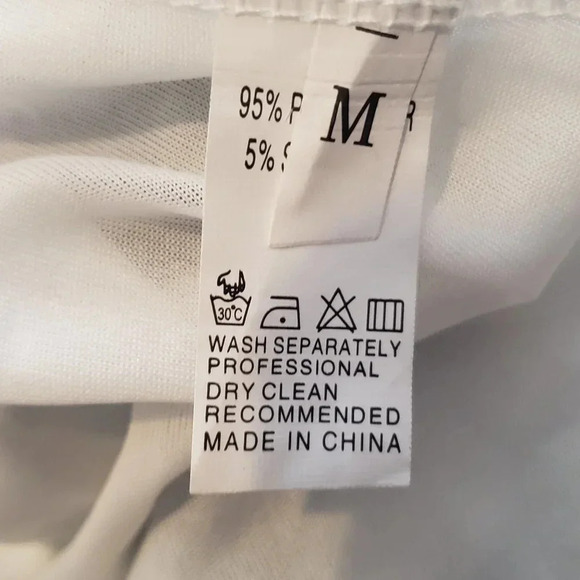 M
95%
5%
30°C
WASH SEPARATELY
PROFESSIONAL
DRY CLEAN
RECOMMENDED
MADE IN CHINA